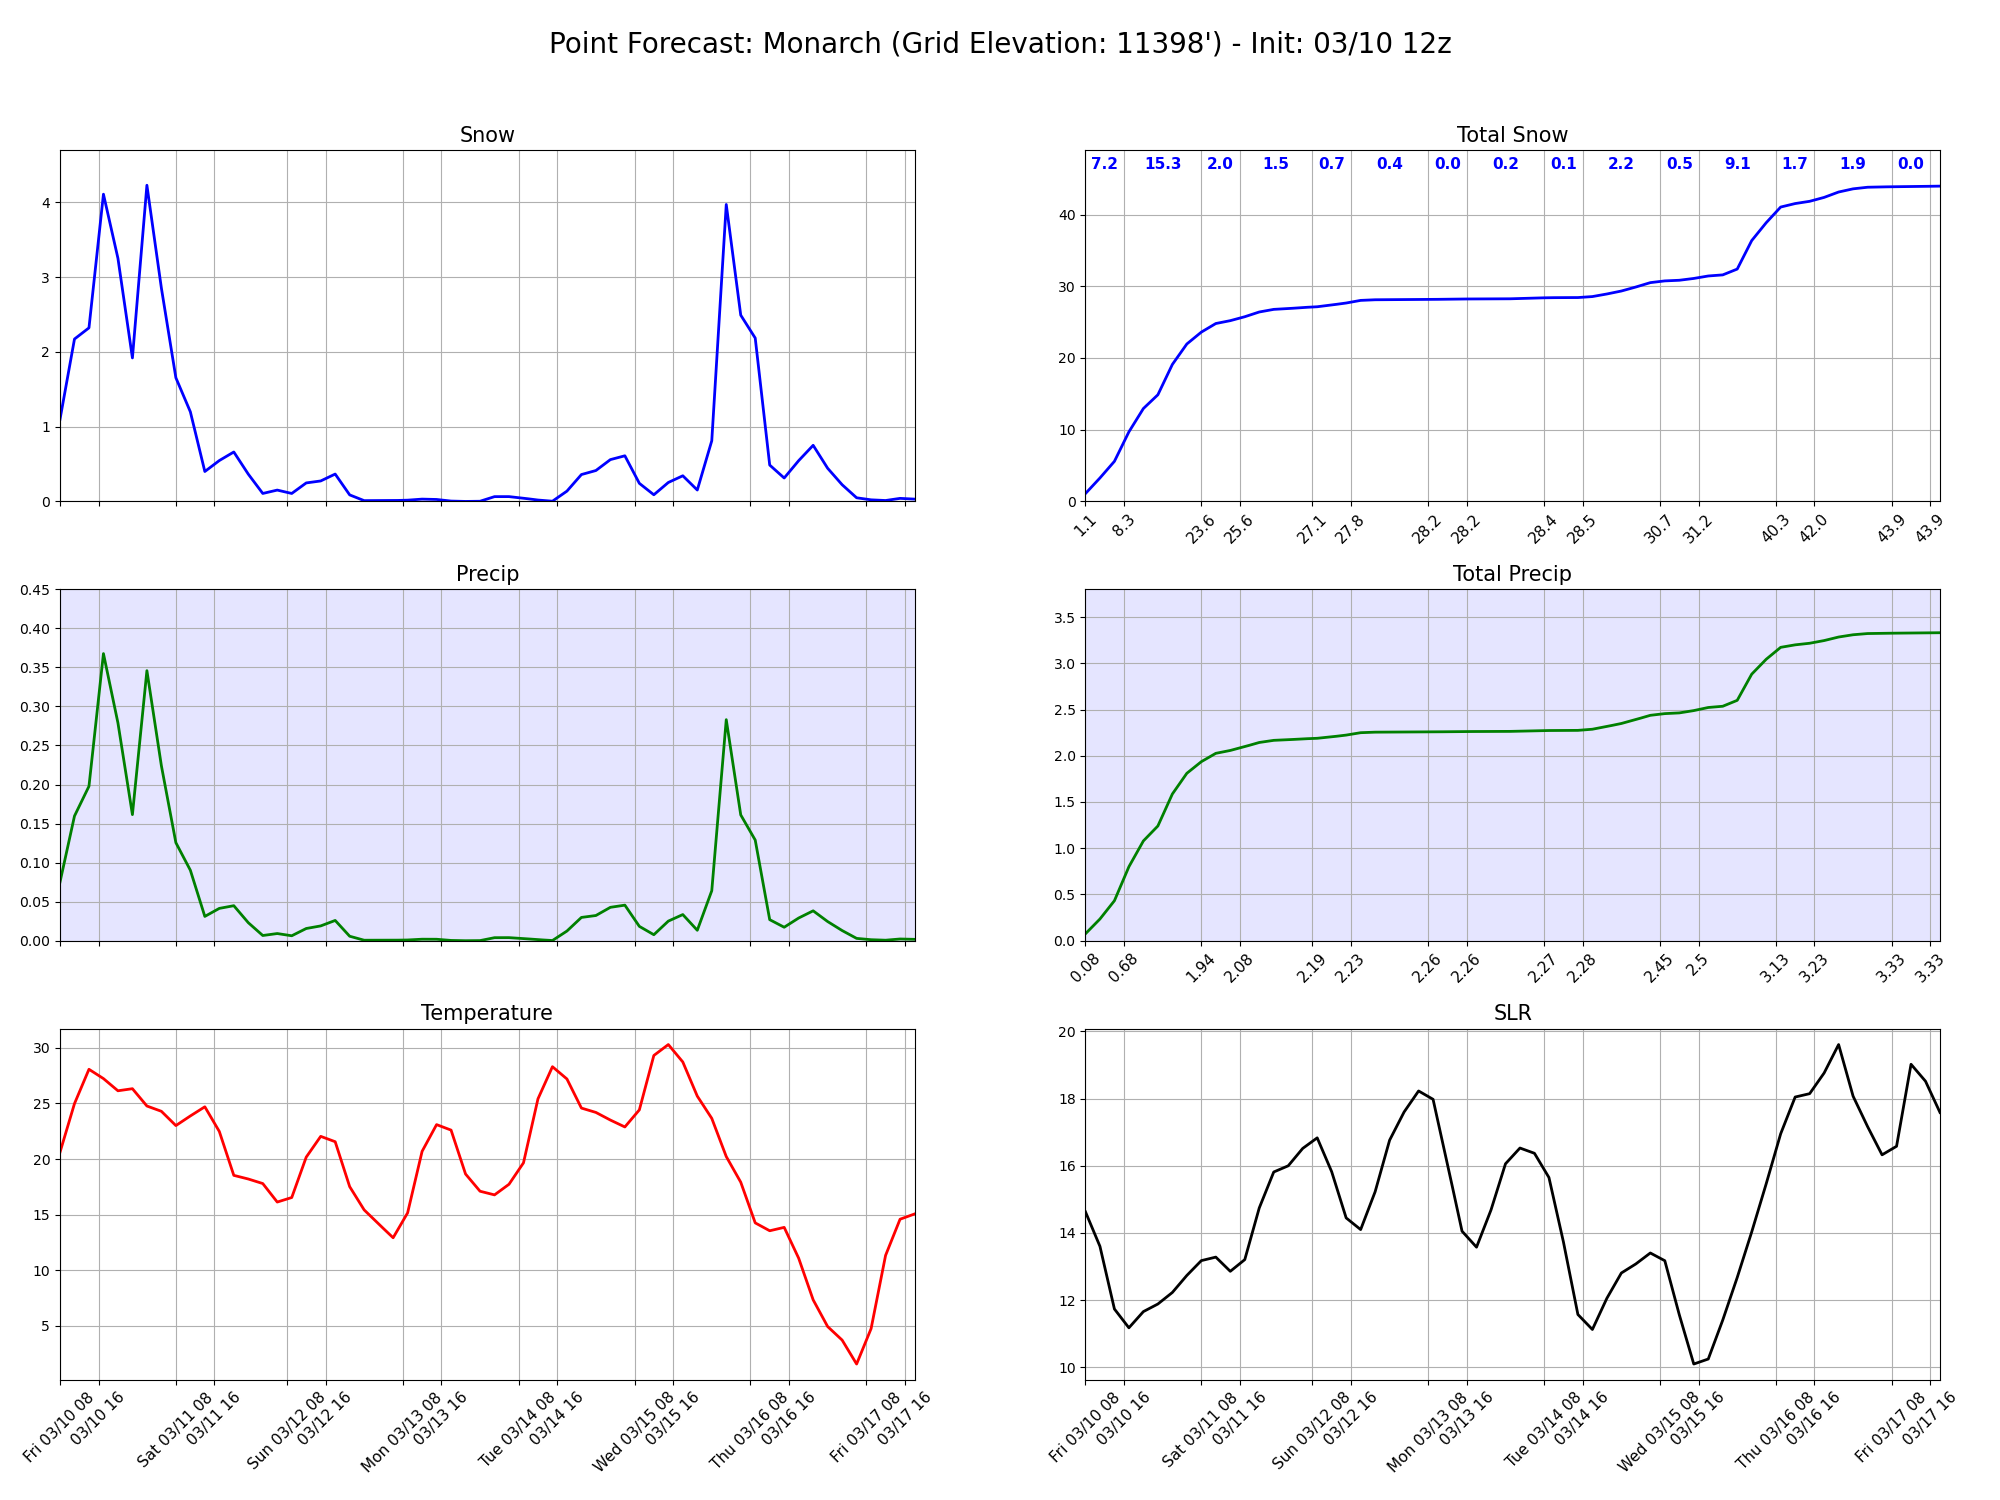 Point Forecast: Monarch (Grid Elevation: 11398') - Init: 03/10 12z
Snow
4
3
2
1
0
Total Snow
7.2 15.3 2.0 1.5 0.7 0.4 0.0 0.2 0.1 2.2 0.5 9.1 1.7 1.9 0.0
40
30
20
10
0
1.1 8.3 23.6 25.6 27.1 27.8 28.2 28.2 28.4 28.5 30.7 31.2 40.3 42.0 43.9 43.9
Precip
0.45
0.40
0.35
0.30
0.25
0.20
0.15
0.10
0.05
0.00
Total Precip
3.5
3.0
2.5
2.0
1.5
1.0
0.5
0.0
0.08 0.68 1.94 2.08 2.19 2.23 2.26 2.26 2.27 2.28 2.45 2.5 3.13 3.23 3.33 3.33
Temperature
30
25
20
15
10
5
Fri 03/10 08
03/10 16
Sat 03/11 08
03/11 16
Sun 03/12 08
03/12 16
Mon 03/13 08
03/13 16
Tue 03/14 08
03/14 16
Wed 03/15 08
03/15 16
Thu 03/16 08
03/16 16
Fri 03/17 08
03/17 16
SLR
20
18
16
14
12
10
Fri 03/10 08
03/10 16
Sat 03/11 08
03/11 16
Sun 03/12 08
03/12 16
Mon 03/13 08
03/13 16
Tue 03/14 08
03/14 16
Wed 03/15 08
03/15 16
Thu 03/16 08
03/16 16
Fri 03/17 08
03/17 16